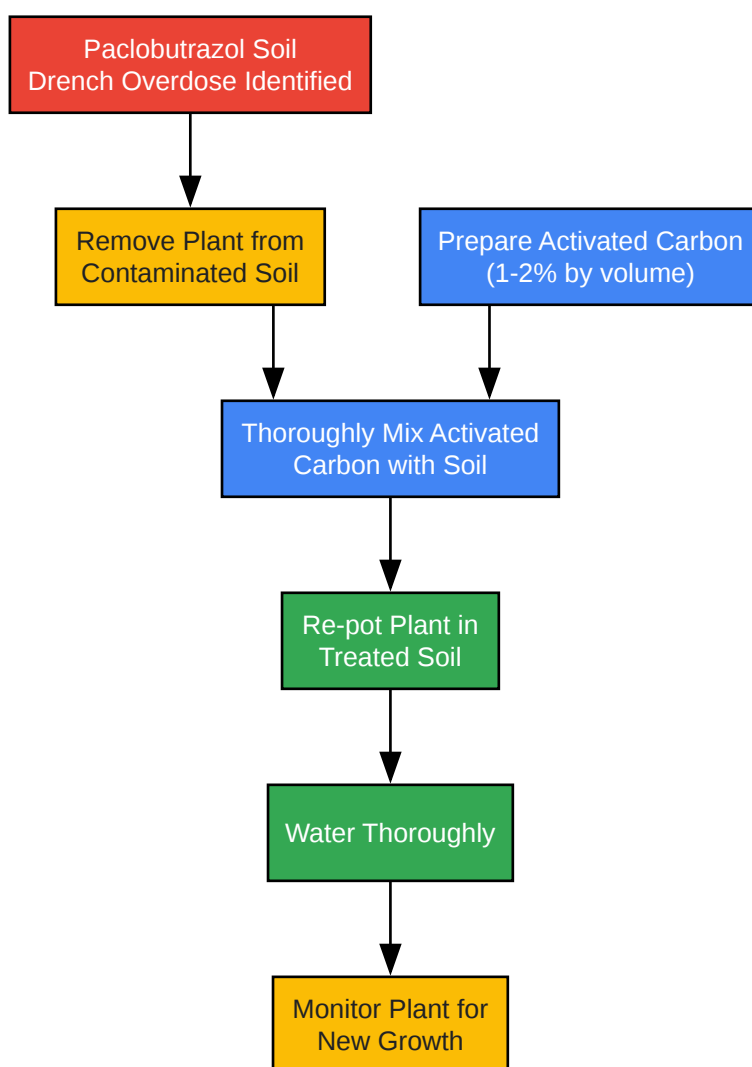 Paclobutrazol Soil
Drench Overdose Identified
Remove Plant from
Contaminated Soil
Prepare Activated Carbon
(1-2% by volume)
Thoroughly Mix Activated
Carbon with Soil
Re-pot Plant in
Treated Soil
Water Thoroughly
Monitor Plant for
New Growth